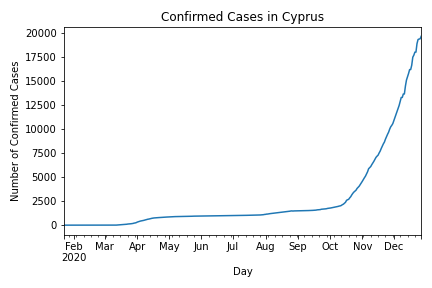 Confirmed Cases in Cyprus
Number of Confirmed Cases
20000
17500
15000
12500
10000
7500
5000
2500
0
Feb Mar Apr May Jun Jul Aug Sep Oct Nov Dec
2020
Day